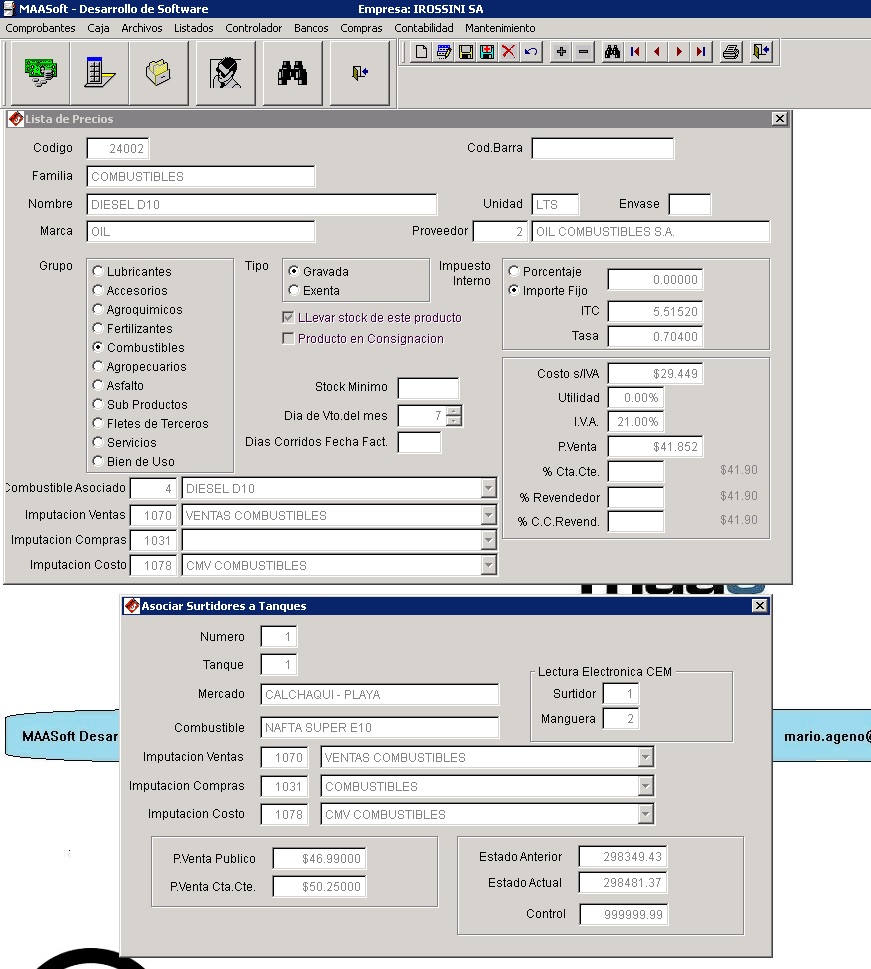 MAASoft - Desarrollo de Software Empresa: IROSSINI SA
Comprobantes Caja Archivos Listados Controlador Bancos Compras Contabilidad Mantenimiento
Lista de Precios
Codigo 24002 Cod.Barra
Familia COMBUSTIBLES
Nombre DIESEL D10 Unidad LTS Envase
Marca OIL Proveedor 2 OIL COMBUSTIBLES S.A.
Grupo
Lubricantes
Accesorios
Agroquimicos
Fertilizantes
Combustibles
Agropecuarios
Asfalto
Sub Productos
Fletes de Terceros
Servicios
Bien de Uso
Tipo
Gravada
Exenta
LLevar stock de este producto
Producto en Consignacion
Stock Minimo
Dia de Vto.del mes 7
Dias Corridos Fecha Fact.
Impuesto
Interno
Porcentaje 0.00000
Importe Fijo
ITC 5.51520
Tasa 0.70400
Costo s/IVA $29.449
Utilidad 0.00%
I.V.A. 21.00%
P.Venta $41.852
% Cta.Cte. $41.90
% Revendedor $41.90
% C.C.Revend. $41.90
Combustible Asociado 4 DIESEL D10
Imputacion Ventas 1070 VENTAS COMBUSTIBLES
Imputacion Compras 1031
Imputacion Costo 1078 CMV COMBUSTIBLES
Asociar Surtidores a Tanques
Numero 1
Tanque 1
Mercado CALCHAQUI - PLAYA
Combustible NAFTA SUPER E10
Lectura Electronica CEM
Surtidor 1
Manguera 2
MAASoft Desar
mario.ageno@
Imputacion Ventas 1070 VENTAS COMBUSTIBLES
Imputacion Compras 1031 COMBUSTIBLES
Imputacion Costo 1078 CMV COMBUSTIBLES
P.Venta Publico $46.99000
P.Venta Cta.Cte. $50.25000
Estado Anterior 298349.43
Estado Actual 298481.37
Control 999999.99